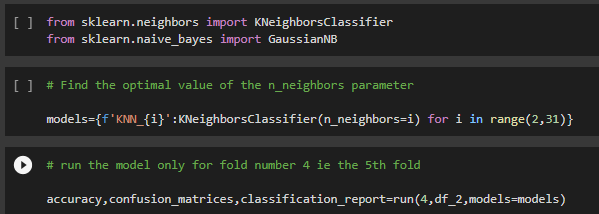 [ ] from sklearn.neighbors import KNeighborsClassifier
from sklearn.naive_bayes import GaussianNB
[ ] # Find the optimal value of the n_neighbors parameter
models={f'KNN_{i}':KNeighborsClassifier(n_neighbors=i) for i in range(2,31)}
# run the model only for fold number 4 ie the 5th fold
accuracy,confusion_matrices,classification_report=run(4,df_2,models=models)